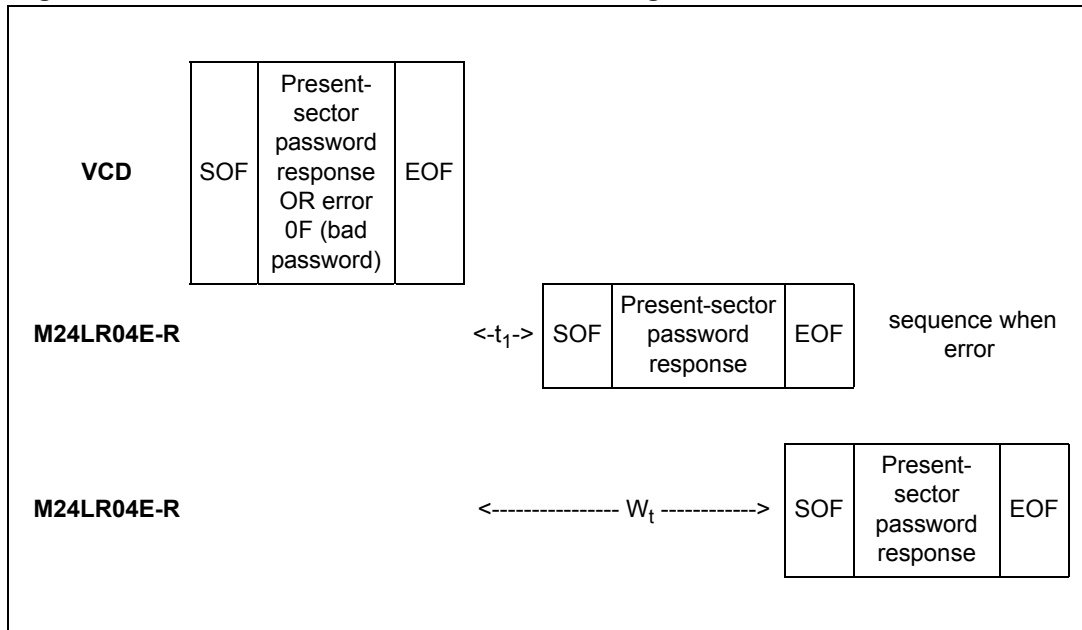 VCD
SOF
Present-
sector
password
response
OR error
0F (bad
password)
EOF
M24LR04E-R
<-t1->
SOF
Present-sector
password
response
EOF
sequence when
error
M24LR04E-R
<---------------- Wt ------------>
SOF
Present-
sector
password
response
EOF